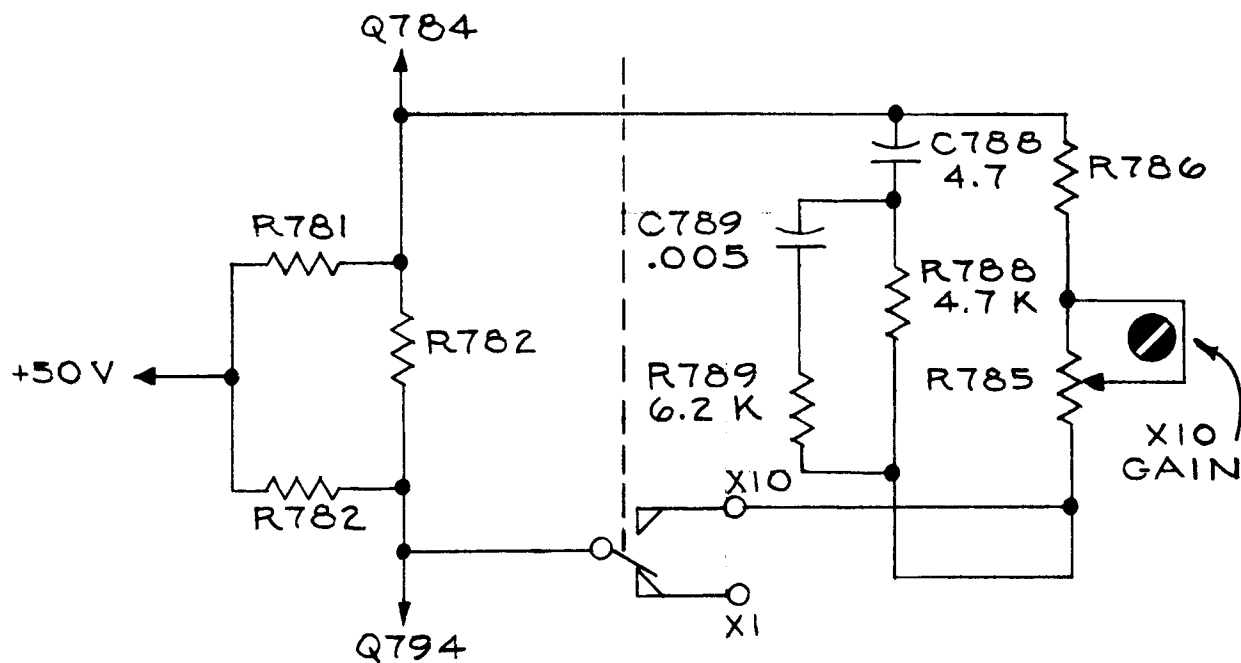 Q784
C788
4.7
R786
R781
C789
.005
R788
4.7 K
R782
+50 V
R789
6.2 K
R785
X10
GAIN
X10
R782
X1
Q794